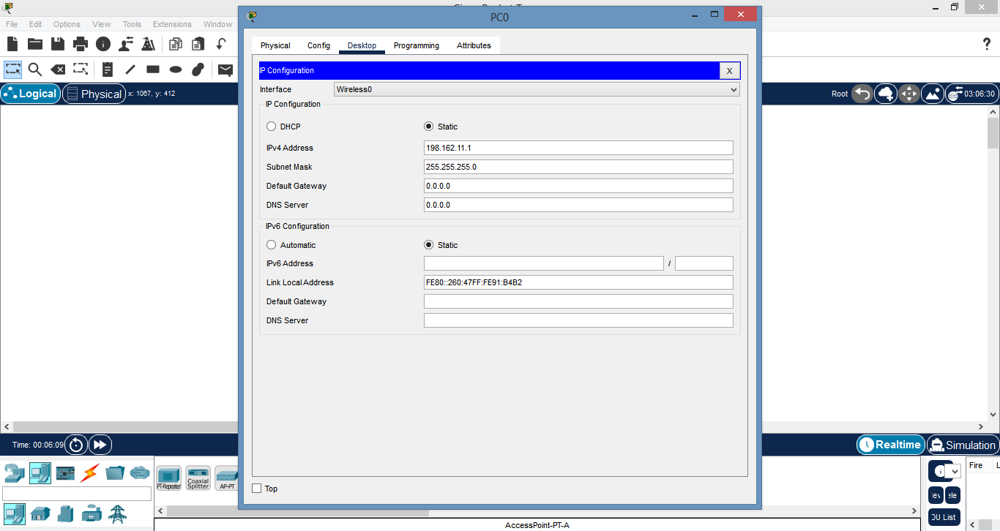 PC0
File Edit Options View Tools Extensions Window
?
Logical Physical x: 1067, y: 412
Root 03:06:30
Physical Config Desktop Programming Attributes
IP Configuration X
Interface Wireless0
IP Configuration
DHCP Static
IPv4 Address 198.162.11.1
Subnet Mask 255.255.255.0
Default Gateway 0.0.0.0
DNS Server 0.0.0.0
IPv6 Configuration
Automatic Static
IPv6 Address /
Link Local Address FE80::260:47FF:FE91:B4B2
Default Gateway
DNS Server
Top
Time: 00:06:09
Realtime Simulation
PT-Repeater Coaxial Splitter AP-PT
Fire L
DU List
AccessPoint-PT-A